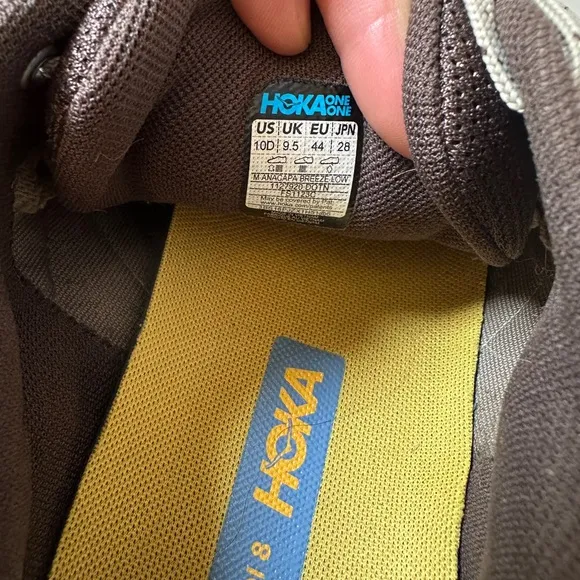 HOKA ONE ONE
US UK EU JPN
10D 9.5 44 28
M ANACAPA BREEZE LOW
1127920 DOTN
May be covered by Pat.
HOKA